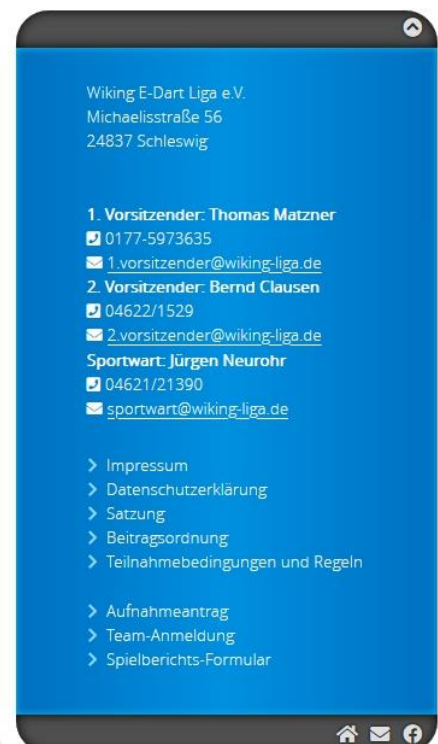 Wiking E-Dart Liga e.V.
Michaelisstraße 56
24837 Schleswig
1. Vorsitzender: Thomas Matzner
0177-5973635
1.vorsitzender@wiking-liga.de
2. Vorsitzender: Bernd Clausen
04622/1529
2.vorsitzender@wiking-liga.de
Sportwart: Jürgen Neurohr
04621/21390
sportwart@wiking-liga.de
Impressum
Datenschutzerklärung
Satzung
Beitragsordnung
Teilnahmebedingungen und Regeln
Aufnahmeantrag
Team-Anmeldung
Spielberichts-Formular